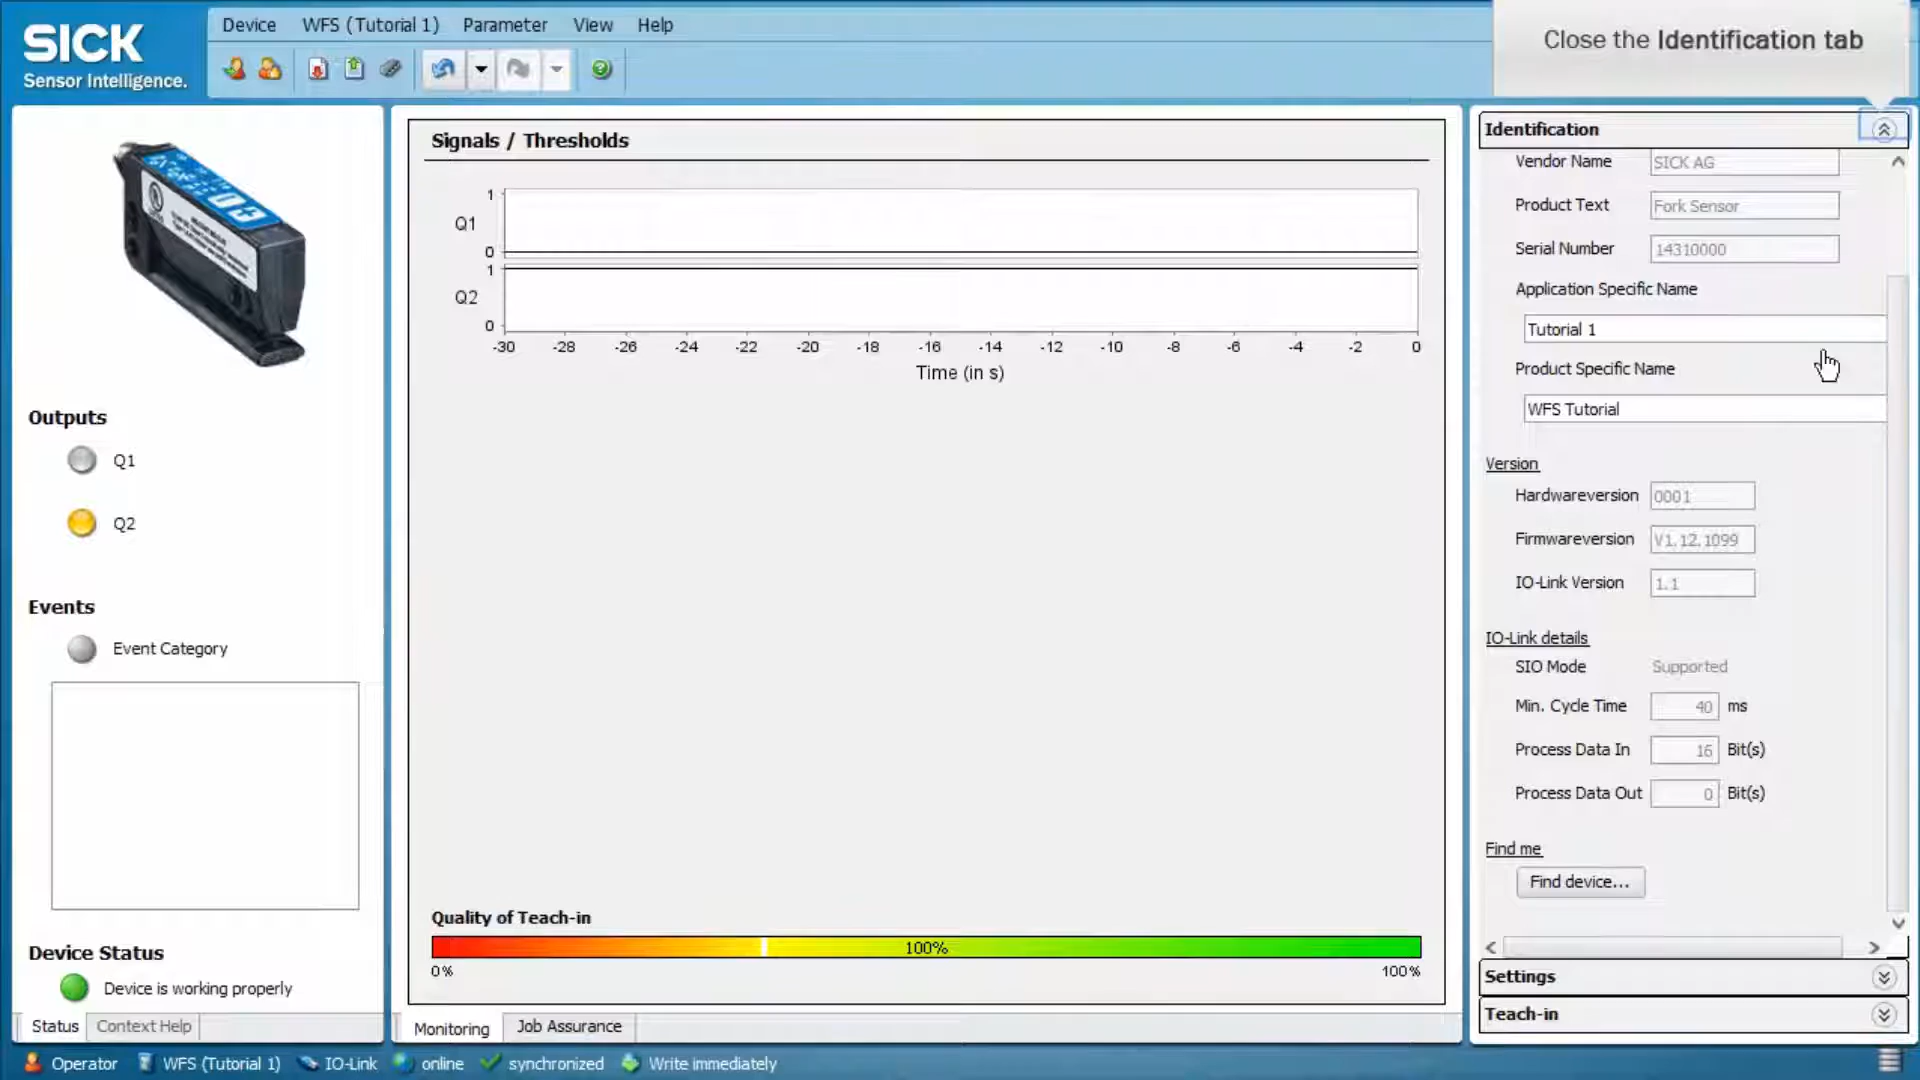 SICK
Sensor Intelligence.
Device WFS (Tutorial 1) Parameter View Help
Close the Identification tab
Outputs
Q1
Q2
Events
Event Category
Device Status
Device is working properly
Status Context Help
Signals / Thresholds
1
Q1
0
1
Q2
0
-30 -28 -26 -24 -22 -20 -18 -16 -14 -12 -10 -8 -6 -4 -2 0
Time (in s)
Quality of Teach-in
100%
0% 100%
Monitoring Job Assurance
Identification
Vendor Name SICK AG
Product Text Fork Sensor
Serial Number 14310000
Application Specific Name
Tutorial 1
Product Specific Name
WFS Tutorial
Version
Hardwareversion 0001
Firmwareversion V1.12.1099
IO-Link Version 1.1
IO-Link details
SIO Mode Supported
Min. Cycle Time 40 ms
Process Data In 16 Bit(s)
Process Data Out 0 Bit(s)
Find me
Find device...
Settings
Teach-in
Operator WFS (Tutorial 1) IO-Link online synchronized Write immediately